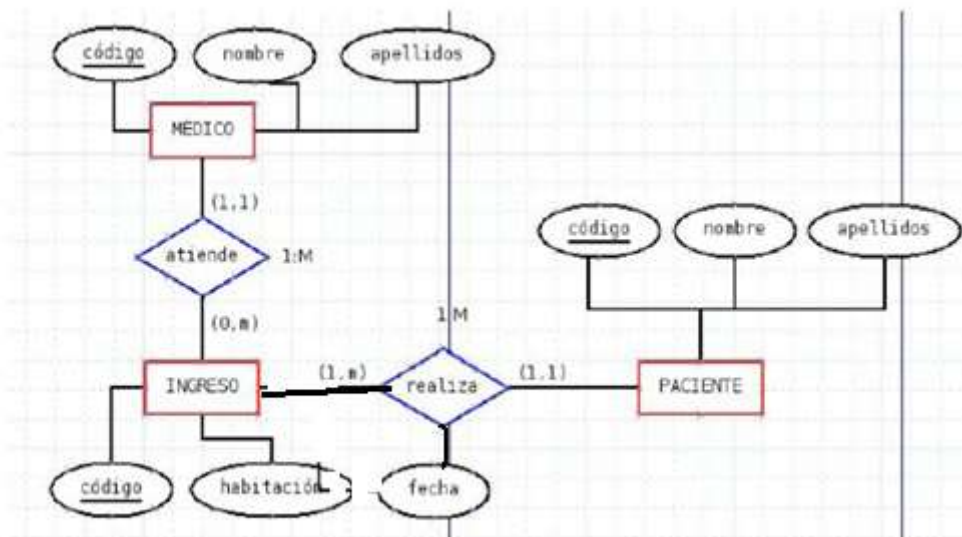 código nombre apellidos
MÉDICO
(1,1)
atiende 1:M
código nombre apellidos
(0,m)
1:M
INGRESO (1,m) realiza (1,1) PACIENTE
código habitación fecha